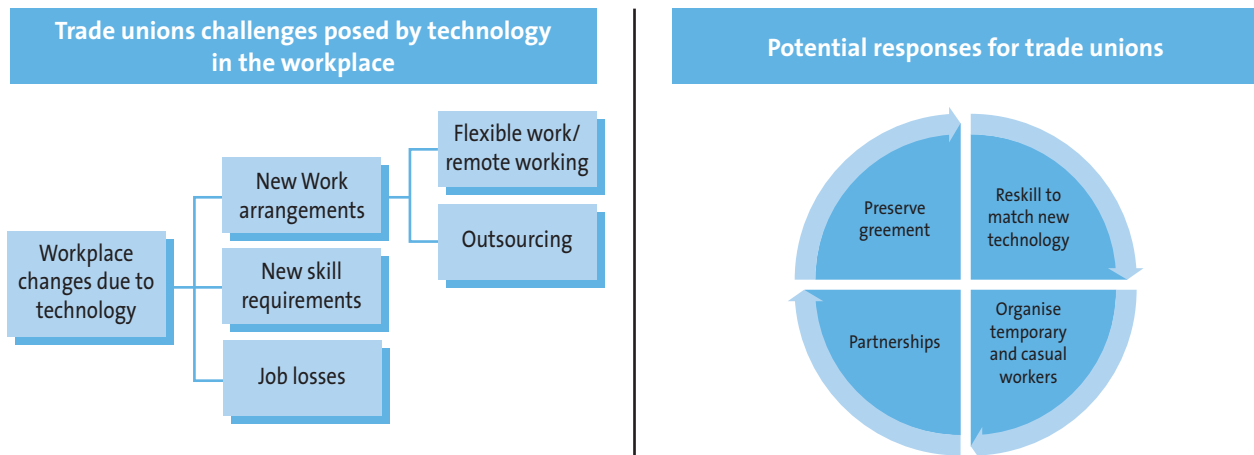 Trade unions challenges posed by technology
in the workplace
Workplace
changes due to
technology
New Work
arrangements
New skill
requirements
Job losses
Flexible work/
remote working
Outsourcing
Potential responses for trade unions
Preserve
greement
Reskill to
match new
technology
Partnerships
Organise
temporary
and casual
workers